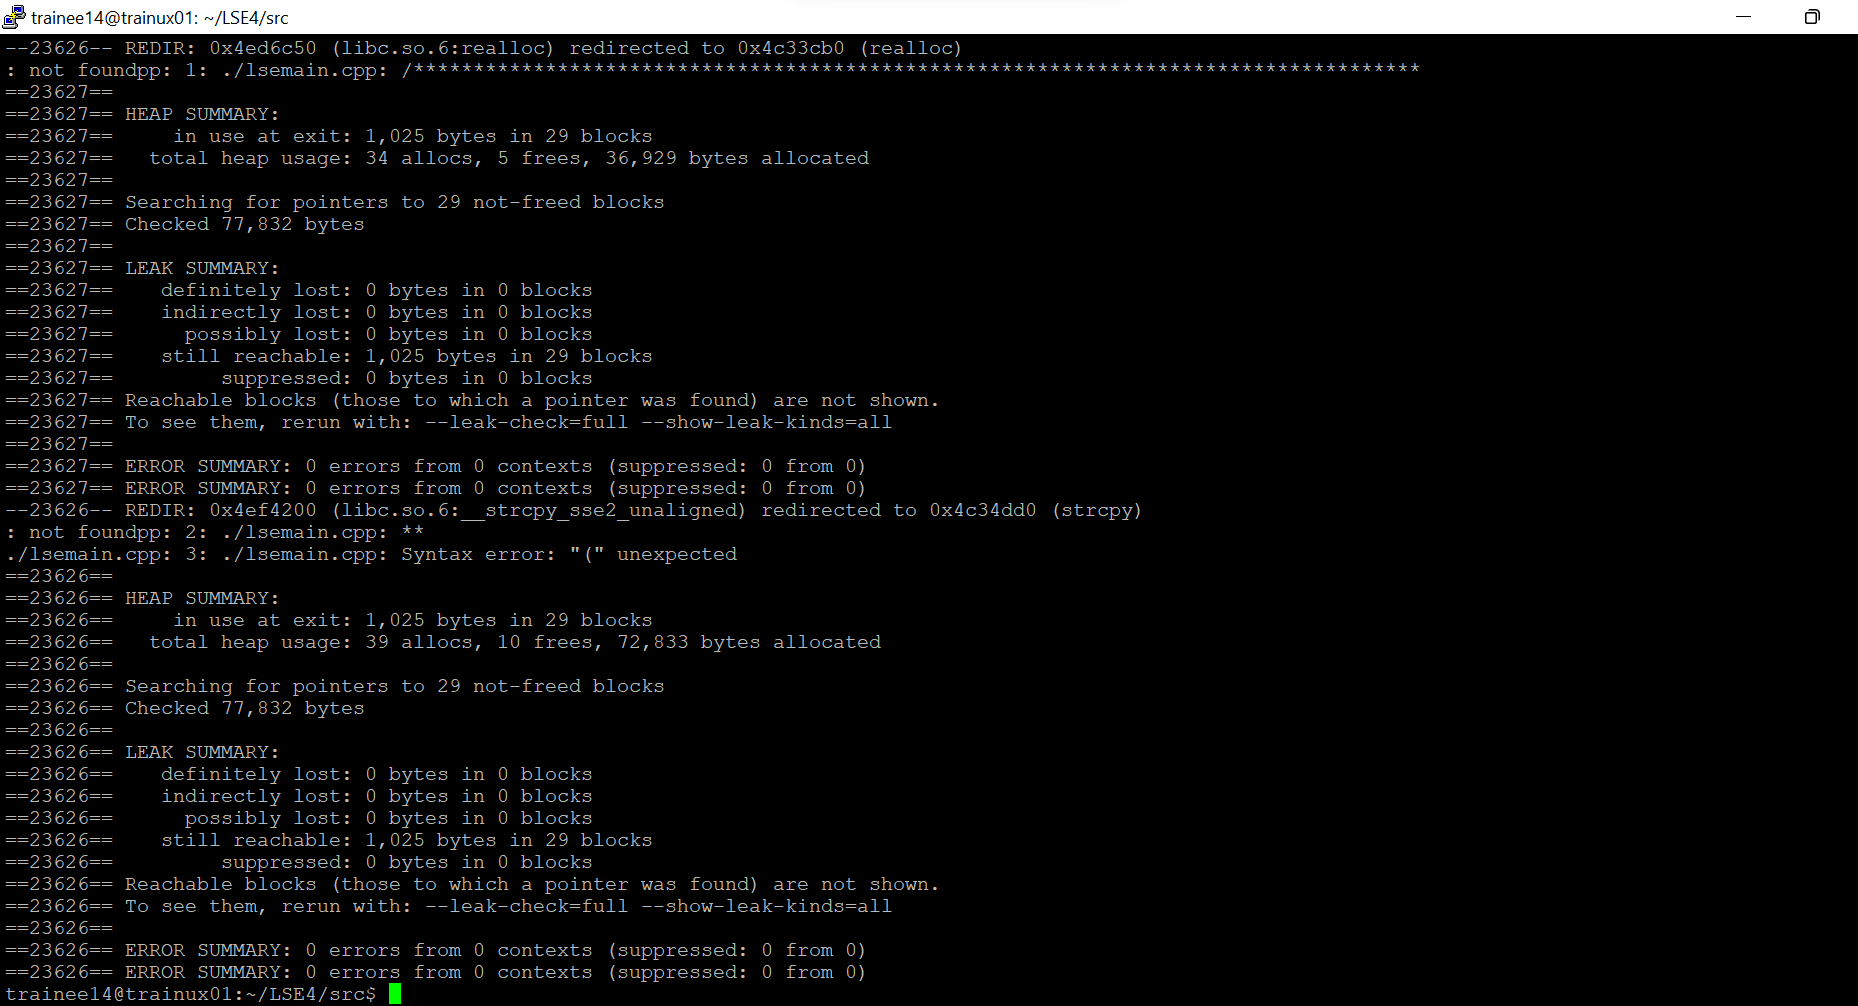 trainee14@trainux01: ~/LSE4/src
--23626-- REDIR: 0x4ed6c50 (libc.so.6:realloc) redirected to 0x4c33cb0 (realloc)
: not foundpp: 1: ./lsemain.cpp: /************************************************************************************
==23627==
==23627== HEAP SUMMARY:
==23627==     in use at exit: 1,025 bytes in 29 blocks
==23627==   total heap usage: 34 allocs, 5 frees, 36,929 bytes allocated
==23627==
==23627== Searching for pointers to 29 not-freed blocks
==23627== Checked 77,832 bytes
==23627==
==23627== LEAK SUMMARY:
==23627==    definitely lost: 0 bytes in 0 blocks
==23627==    indirectly lost: 0 bytes in 0 blocks
==23627==      possibly lost: 0 bytes in 0 blocks
==23627==    still reachable: 1,025 bytes in 29 blocks
==23627==         suppressed: 0 bytes in 0 blocks
==23627== Reachable blocks (those to which a pointer was found) are not shown.
==23627== To see them, rerun with: --leak-check=full --show-leak-kinds=all
==23627==
==23627== ERROR SUMMARY: 0 errors from 0 contexts (suppressed: 0 from 0)
==23627== ERROR SUMMARY: 0 errors from 0 contexts (suppressed: 0 from 0)
--23626-- REDIR: 0x4ef4200 (libc.so.6:__strcpy_sse2_unaligned) redirected to 0x4c34dd0 (strcpy)
: not foundpp: 2: ./lsemain.cpp: **
./lsemain.cpp: 3: ./lsemain.cpp: Syntax error: "(" unexpected
==23626==
==23626== HEAP SUMMARY:
==23626==     in use at exit: 1,025 bytes in 29 blocks
==23626==   total heap usage: 39 allocs, 10 frees, 72,833 bytes allocated
==23626==
==23626== Searching for pointers to 29 not-freed blocks
==23626== Checked 77,832 bytes
==23626==
==23626== LEAK SUMMARY:
==23626==    definitely lost: 0 bytes in 0 blocks
==23626==    indirectly lost: 0 bytes in 0 blocks
==23626==      possibly lost: 0 bytes in 0 blocks
==23626==    still reachable: 1,025 bytes in 29 blocks
==23626==         suppressed: 0 bytes in 0 blocks
==23626== Reachable blocks (those to which a pointer was found) are not shown.
==23626== To see them, rerun with: --leak-check=full --show-leak-kinds=all
==23626==
==23626== ERROR SUMMARY: 0 errors from 0 contexts (suppressed: 0 from 0)
==23626== ERROR SUMMARY: 0 errors from 0 contexts (suppressed: 0 from 0)
trainee14@trainux01:~/LSE4/src$